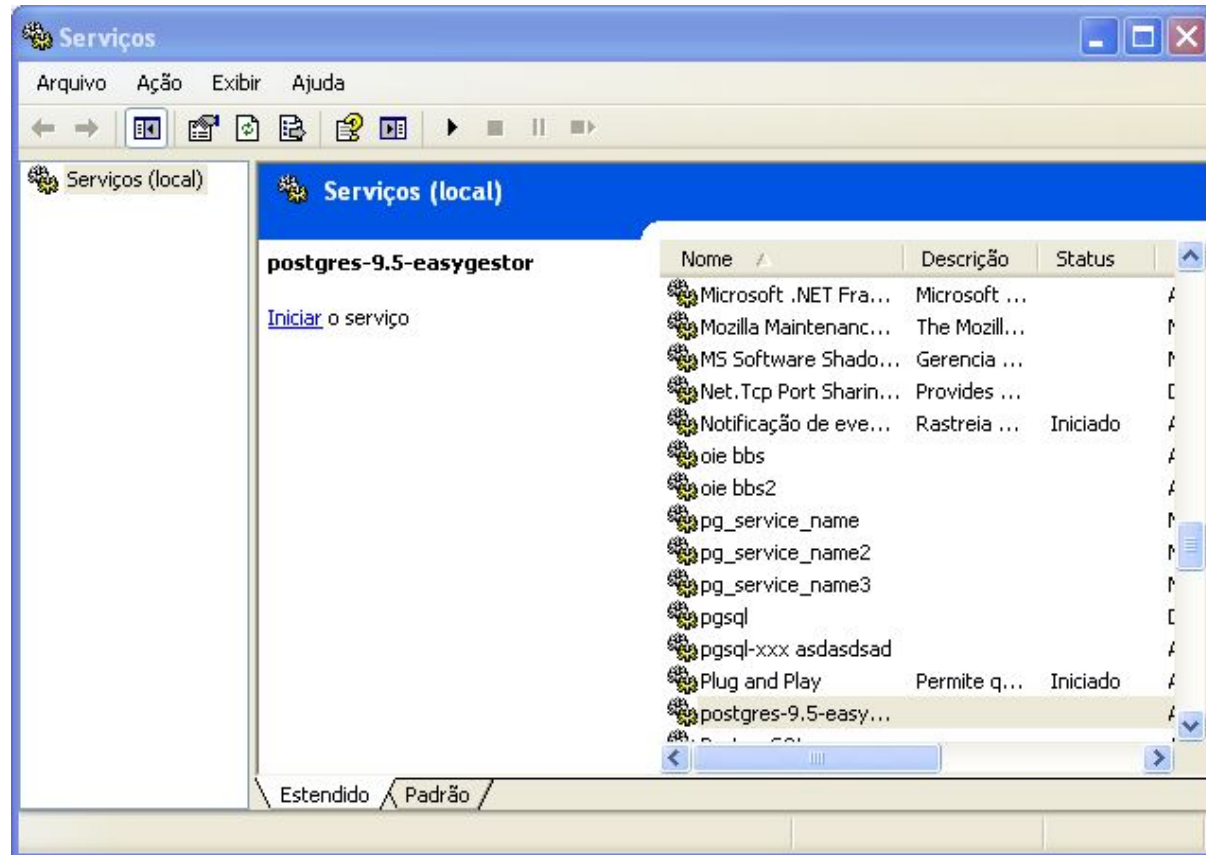 Serviços
Arquivo Ação Exibir Ajuda
Serviços (local)
Serviços (local)
postgres-9.5-easygestor
Iniciar o serviço
Nome Descrição Status
Microsoft .NET Fra... Microsoft ...
Mozilla Maintenanc... The Mozill...
MS Software Shado... Gerencia ...
Net.Tcp Port Sharin... Provides ...
Notificação de eve... Rastreia ... Iniciado
oie bbs
oie bbs2
pg_service_name
pg_service_name2
pg_service_name3
pgsql
pgsql-xxx asdasdsad
Plug and Play Permite q... Iniciado
postgres-9.5-easy...
Estendido Padrão